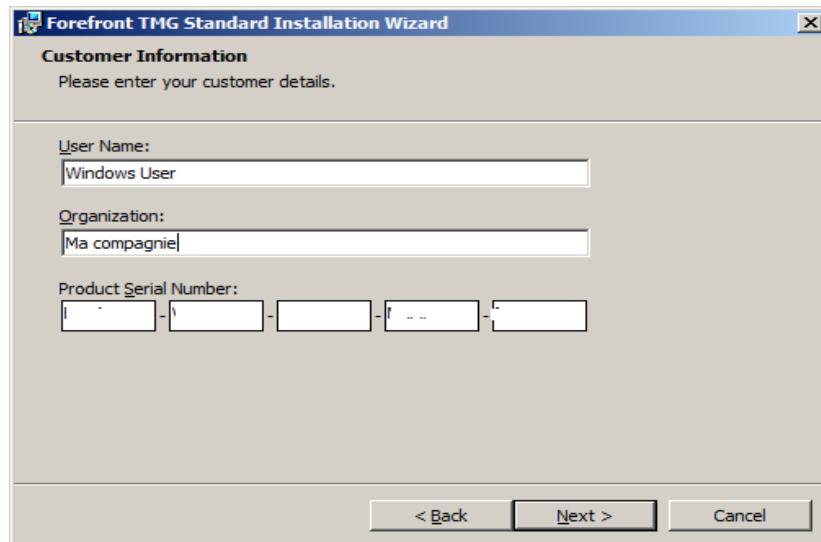 Forefront TMG Standard Installation Wizard
Customer Information
Please enter your customer details.
User Name:
Windows User
Organization:
Ma compagnie
Product Serial Number:
- - - -
< Back Next > Cancel